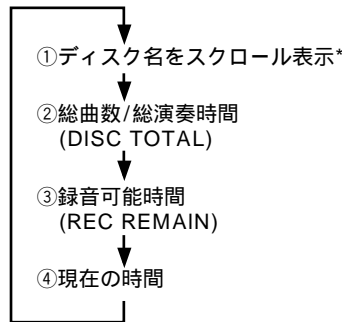 ①ディスク名をスクロール表示*
②総曲数/総演奏時間
(DISC TOTAL)
③録音可能時間
(REC REMAIN)
④現在の時間